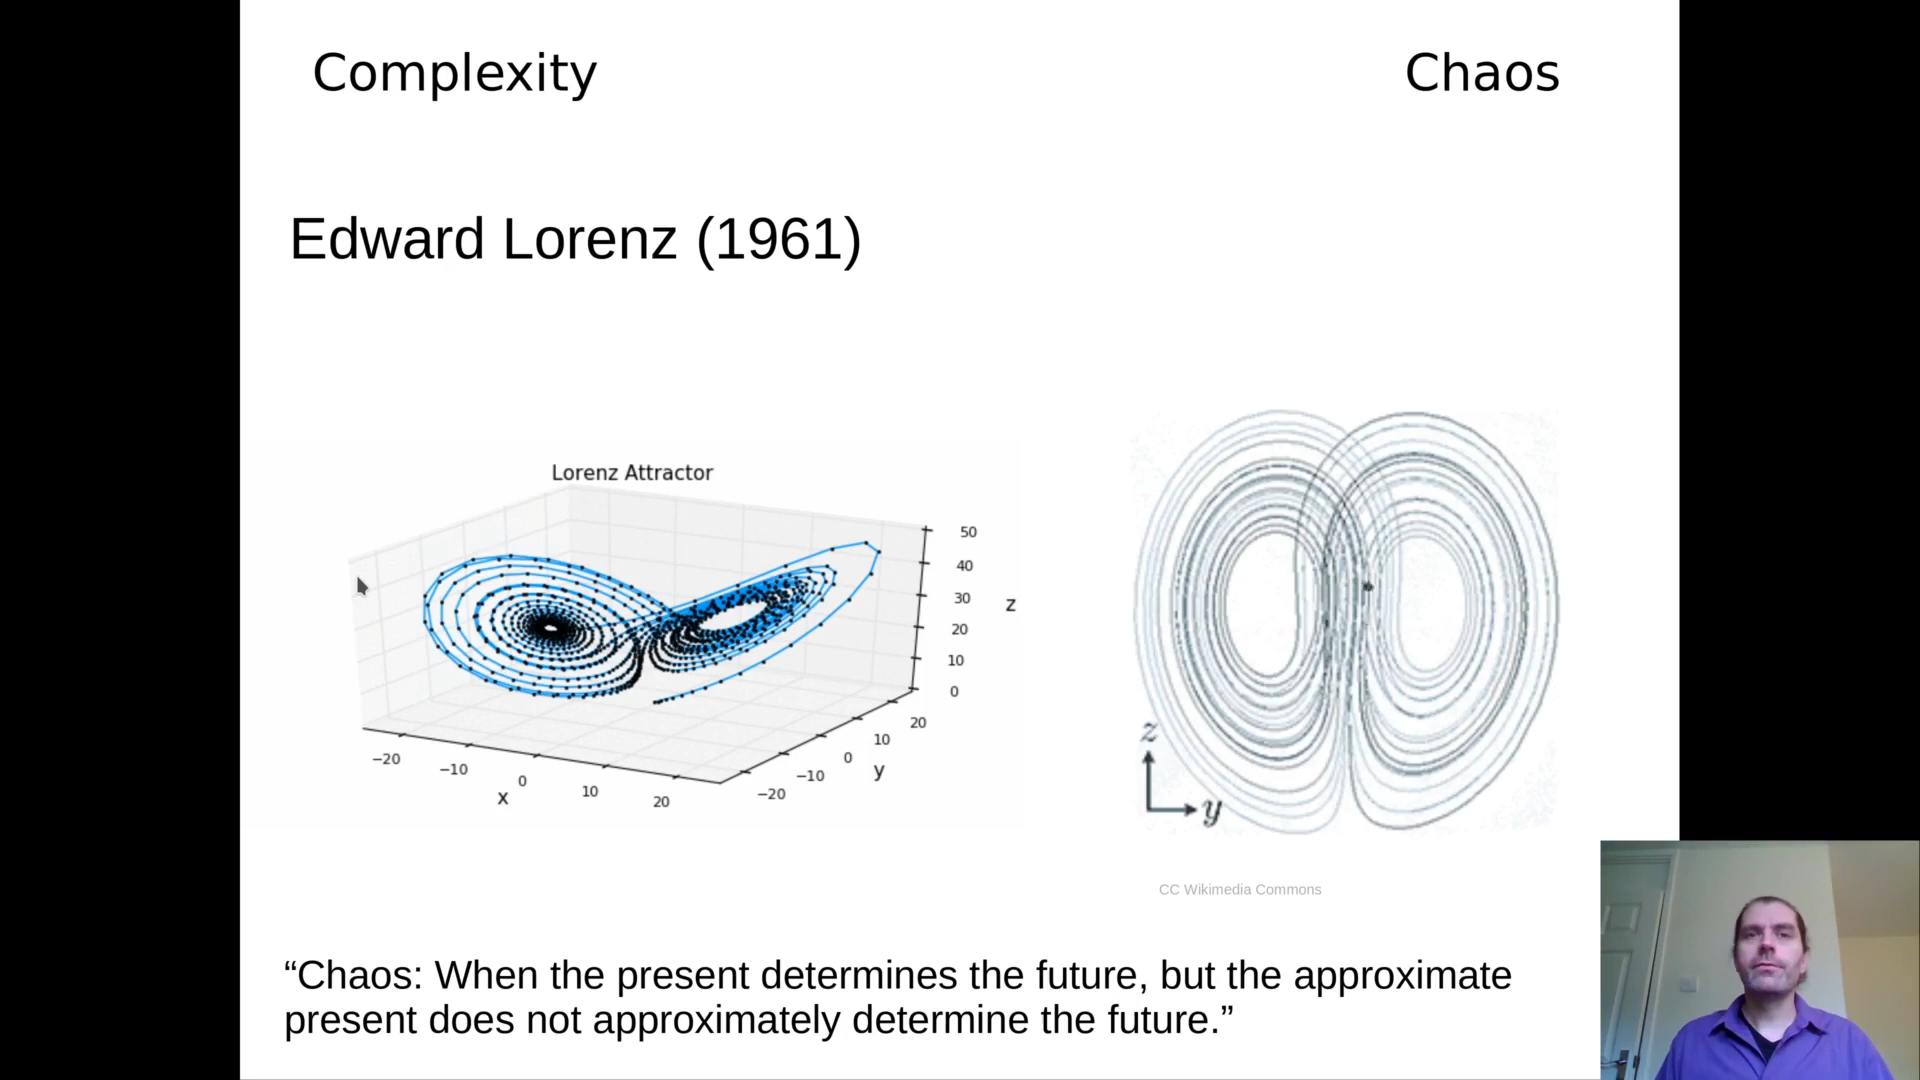 Complexity
Chaos
Edward Lorenz (1961)
Lorenz Attractor
50
40
30
20
10
0
z
20
10
0
−10
−20
y
−20
−10
0
10
20
x
z
y
CC Wikimedia Commons
“Chaos: When the present determines the future, but the approximate
present does not approximately determine the future.”